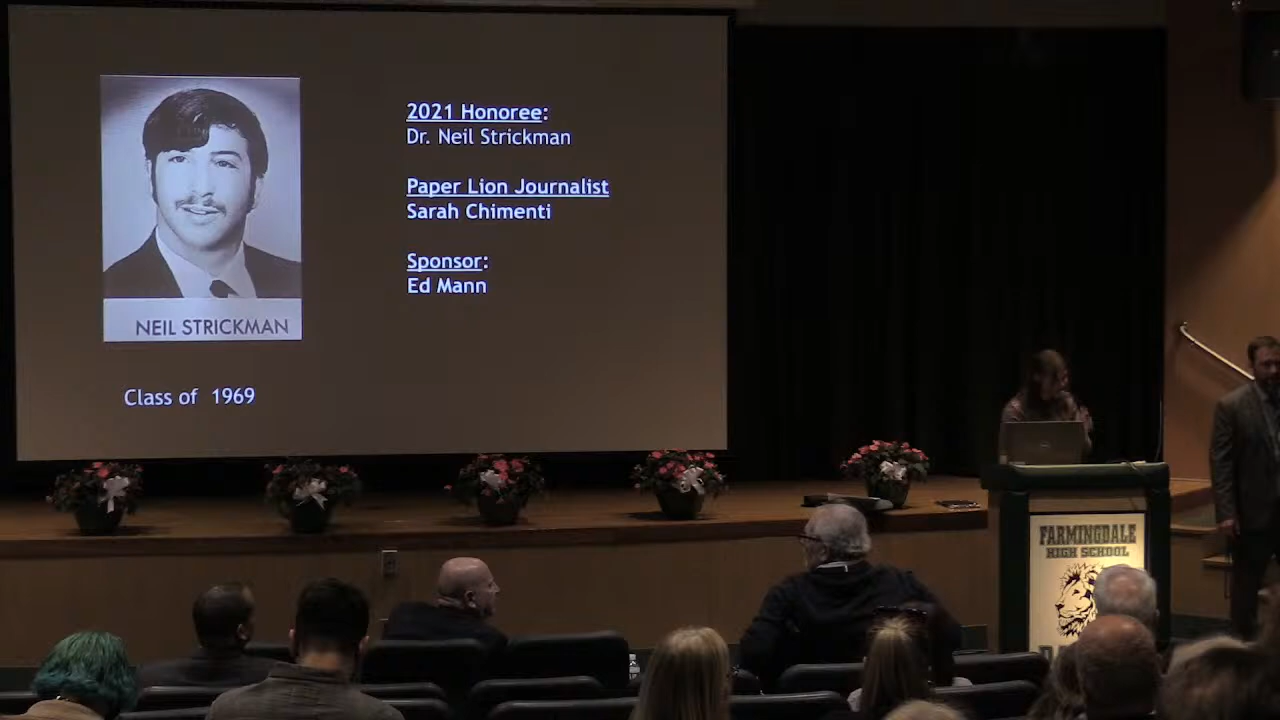 2021 Honoree:
Dr. Neil Strickman
Paper Lion Journalist
Sarah Chimenti
Sponsor:
Ed Mann
NEIL STRICKMAN
Class of 1969
FARMINGDALE
HIGH SCHOOL